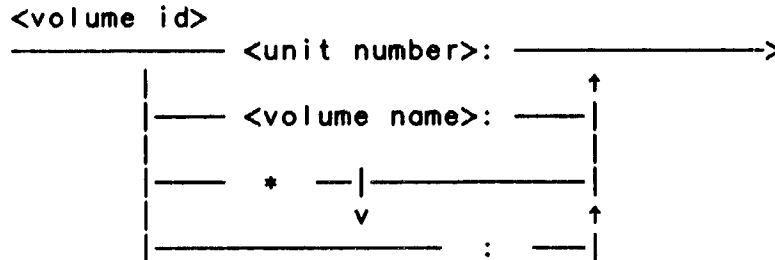 <volume id>
<unit number>:
<volume name>:
*
v
: